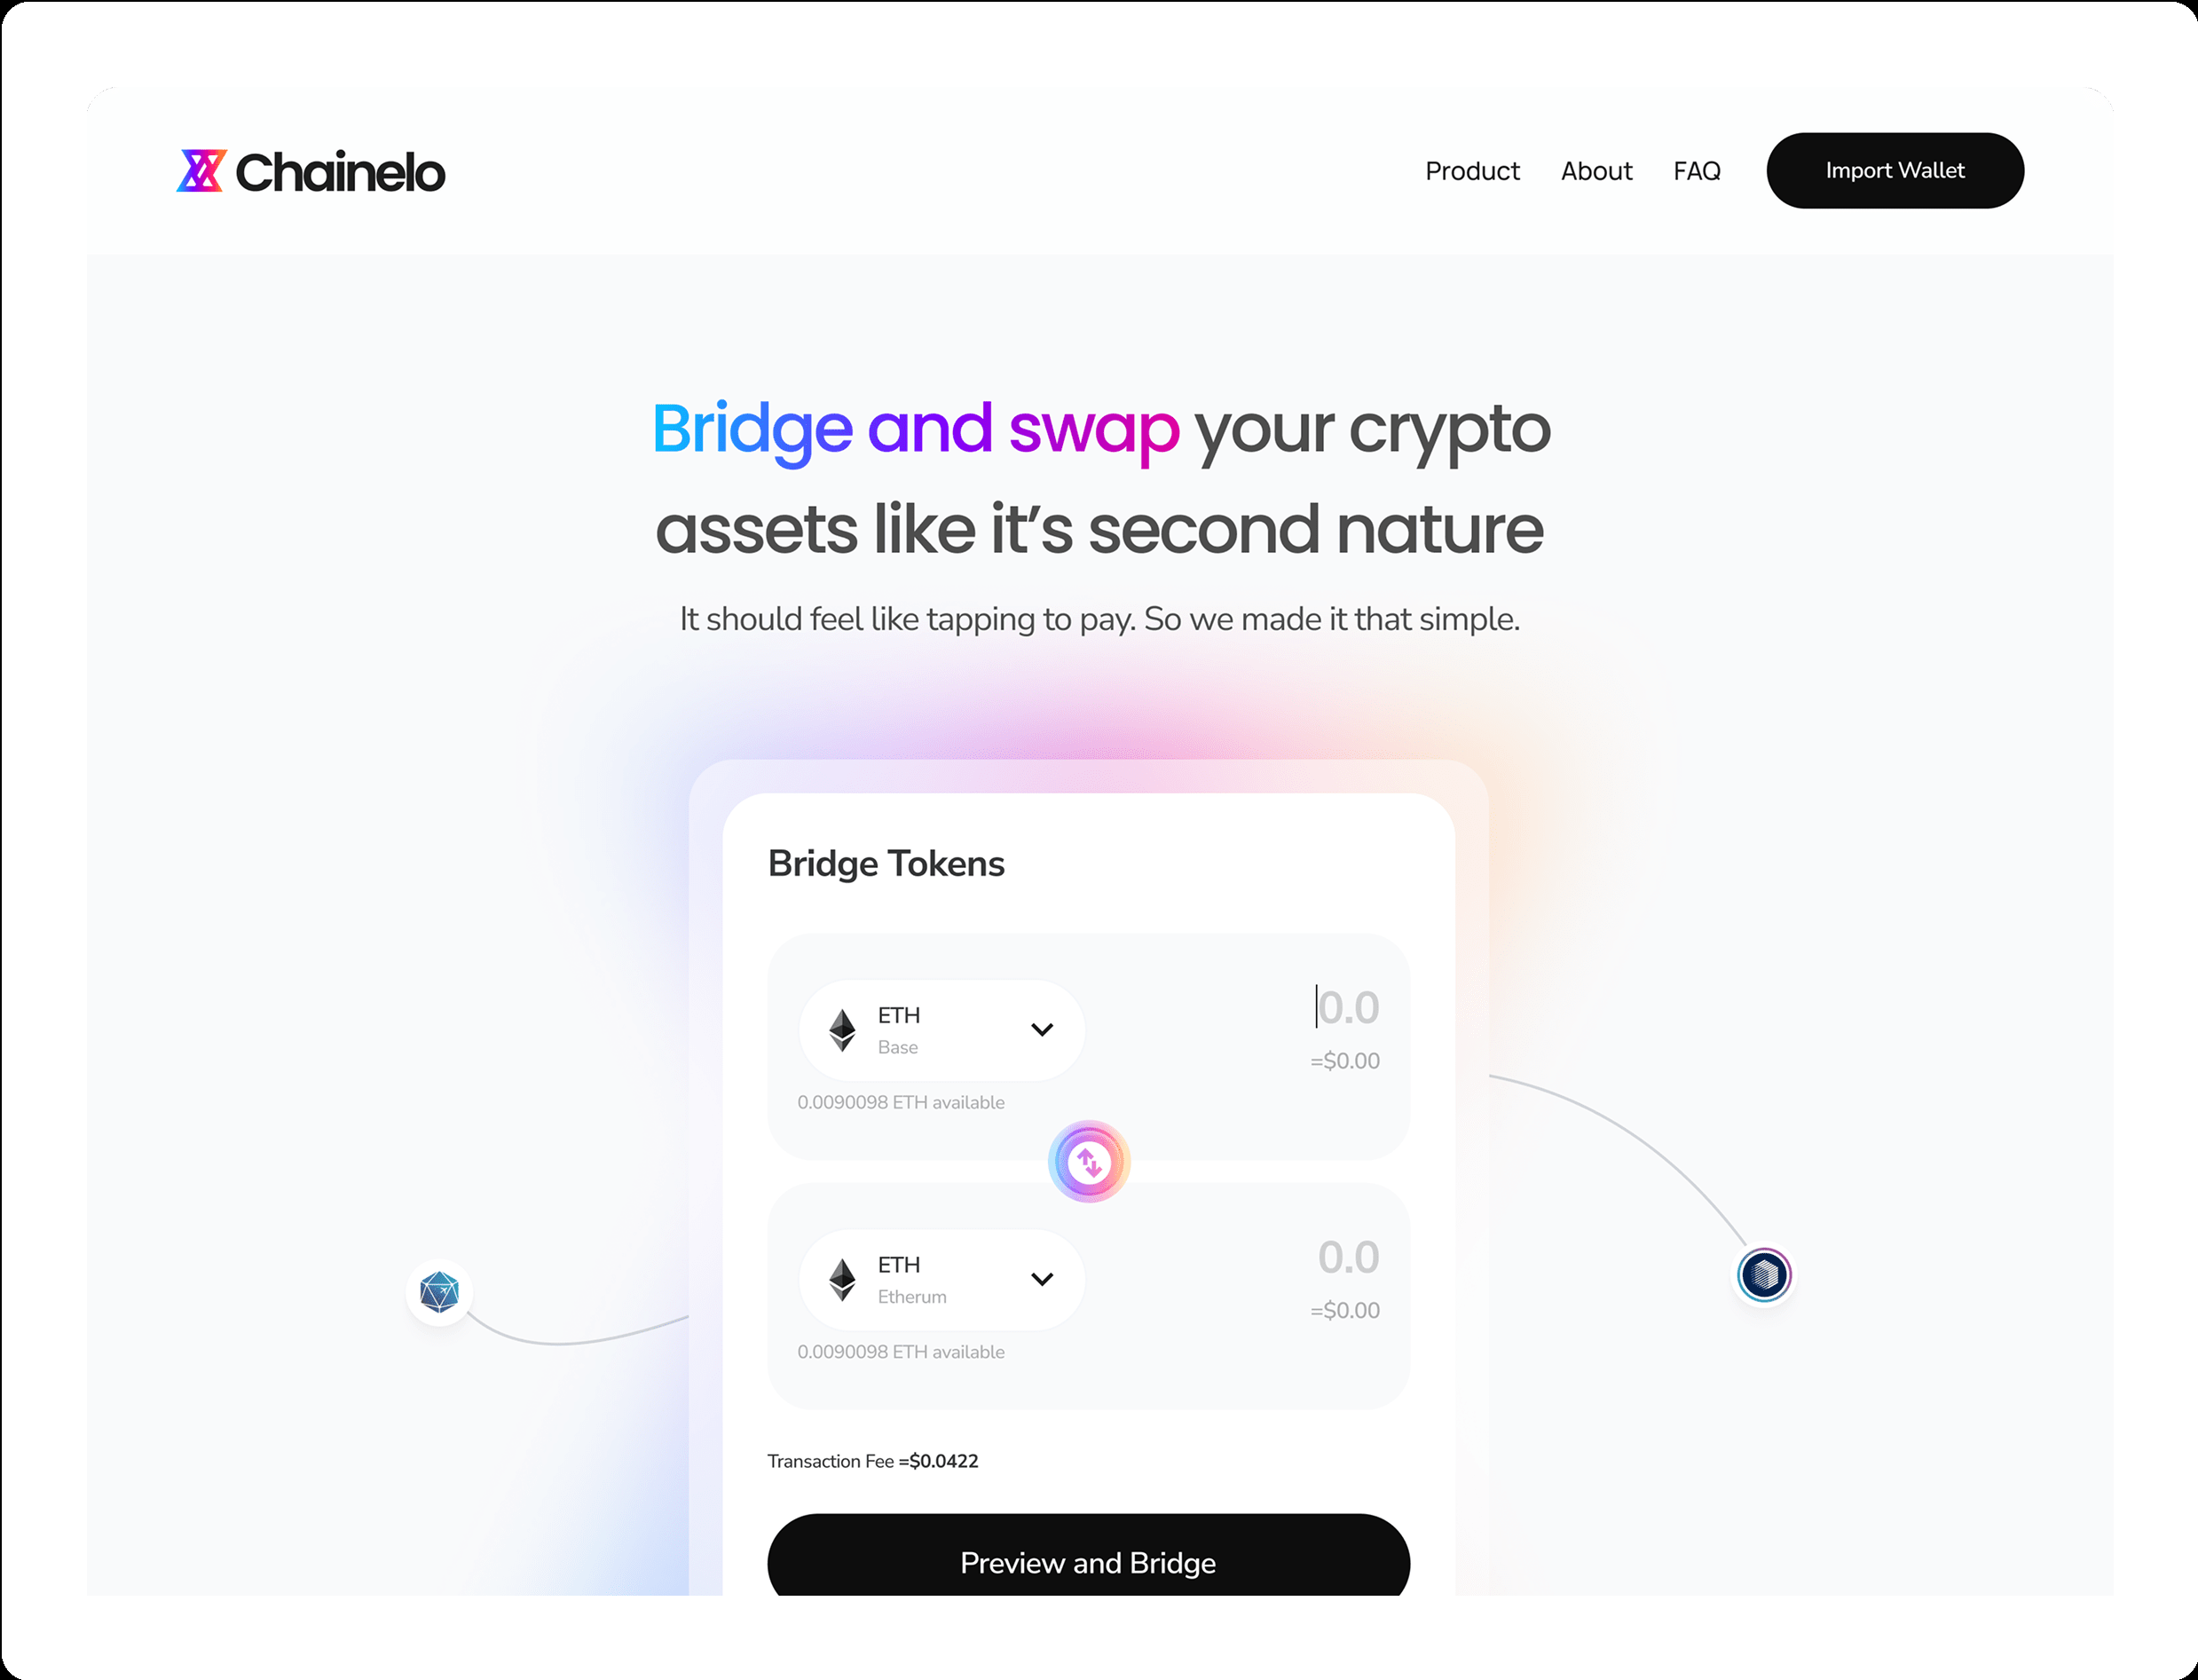 Chainelo
Product About FAQ Import Wallet
Bridge and swap your crypto
assets like it’s second nature
It should feel like tapping to pay. So we made it that simple.
Bridge Tokens
ETH
Base
0.0
=$0.00
0.0090098 ETH available
ETH
Etherum
0.0
=$0.00
0.0090098 ETH available
Transaction Fee =$0.0422
Preview and Bridge